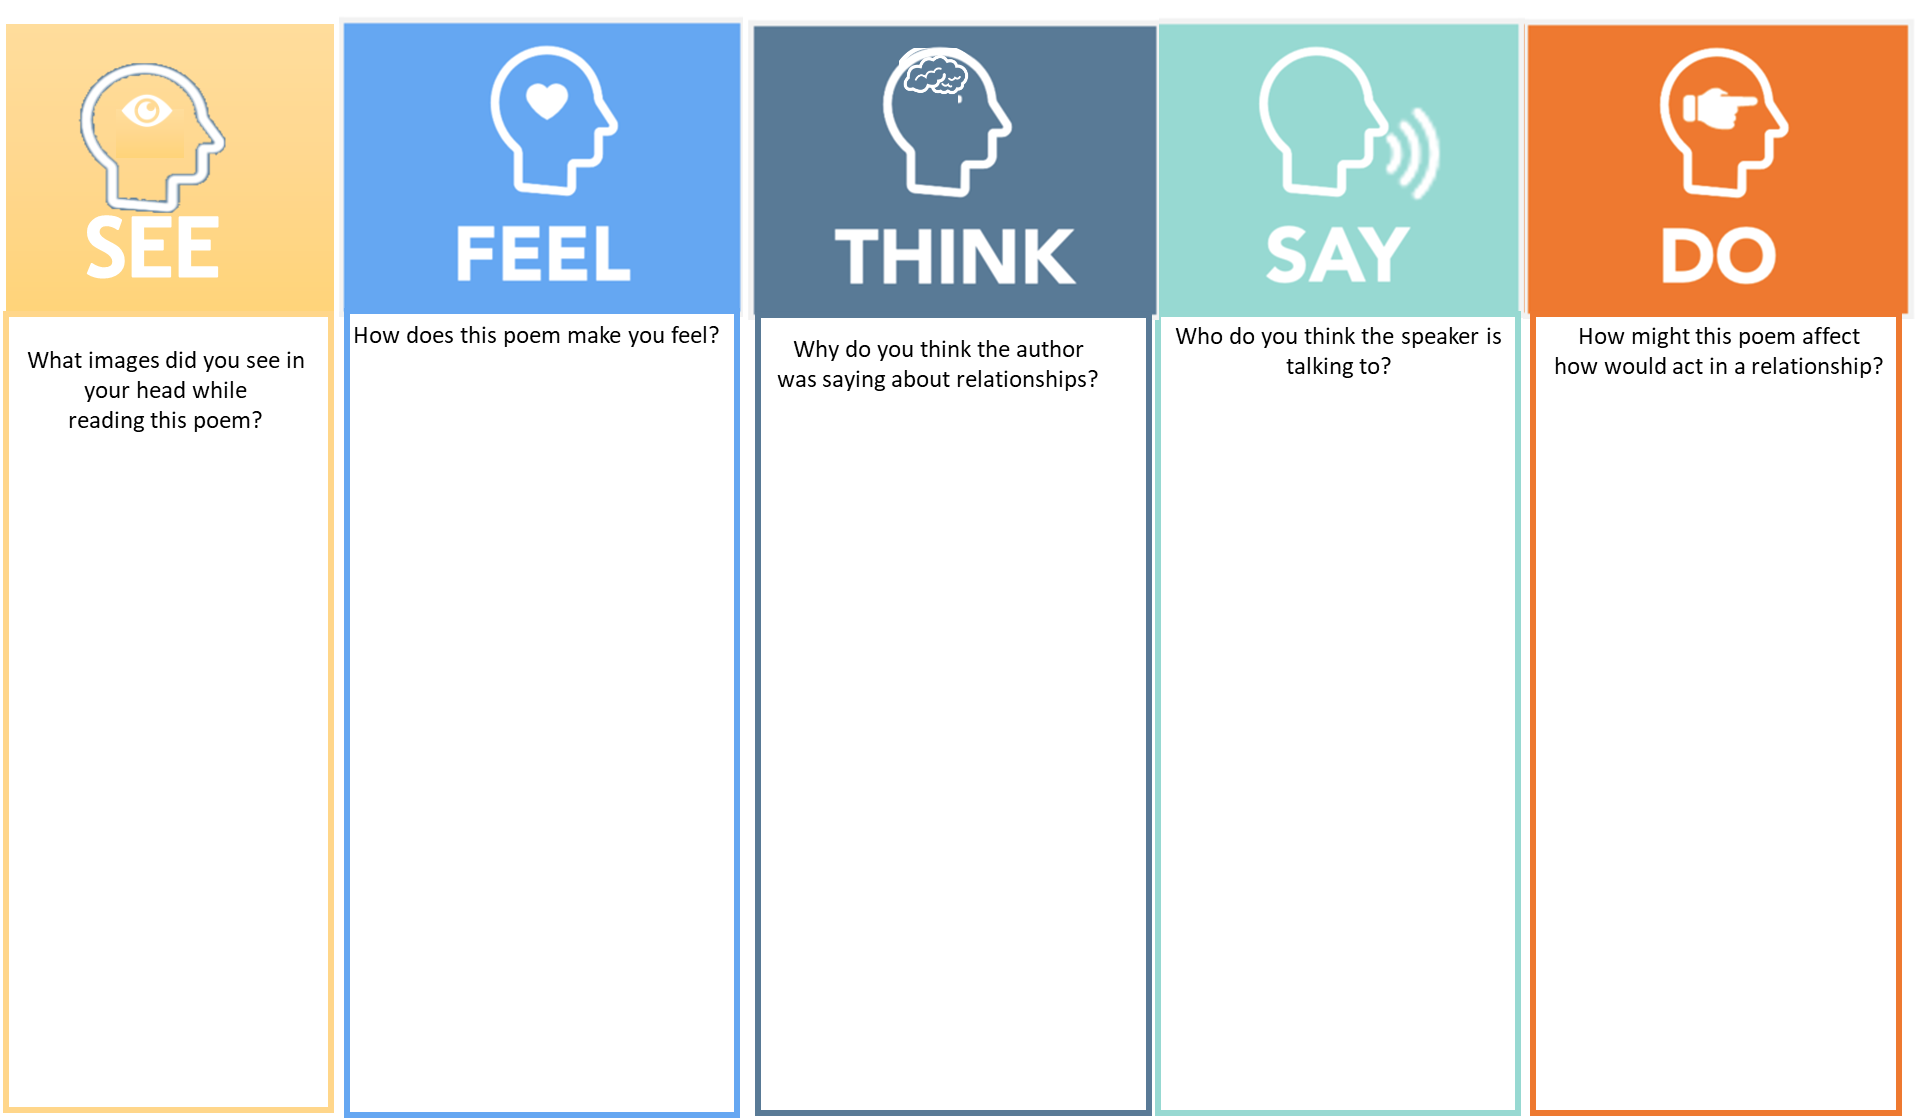 SEE
What images did you see in
your head while
reading this poem?
FEEL
How does this poem make you feel?
THINK
Why do you think the author
was saying about relationships?
SAY
Who do you think the speaker is
talking to?
DO
How might this poem affect
how would act in a relationship?